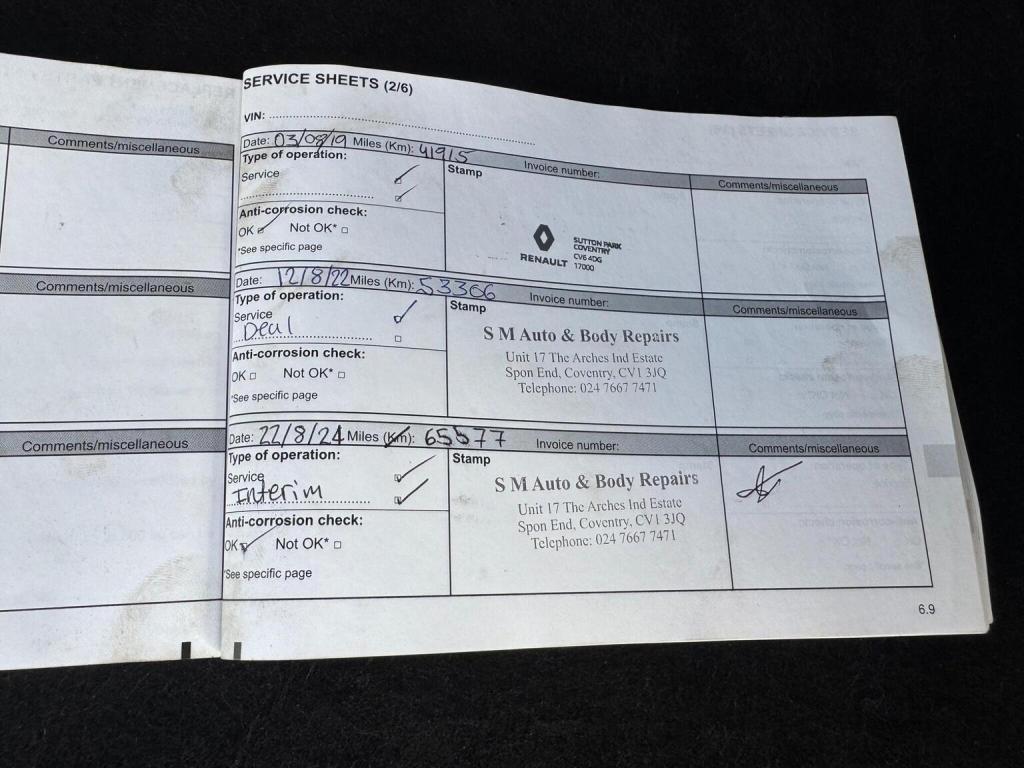 SERVICE SHEETS (2/6)
VIN:
Comments/miscellaneous
Date: 03/08/19 Miles (Km): 41915
Invoice number:
Comments/miscellaneous
Type of operation:
Service
Stamp
Anti-corrosion check:
OK Not OK*
*See specific page
RENAULT
SUTTON PARK
COVENTRY
CV6 4DG
17000
Comments/miscellaneous
Date: 12/8/22 Miles (Km): 53306
Invoice number:
Comments/miscellaneous
Type of operation:
Service
Stamp
Anti-corrosion check:
OK Not OK*
*See specific page
S M Auto & Body Repairs
Unit 17 The Arches Ind Estate
Spon End, Coventry, CV1 3JQ
Telephone: 024 7667 7471
Comments/miscellaneous
Date: 22/8/24 Miles (Km): 65577
Invoice number:
Comments/miscellaneous
Type of operation:
Service
Interim
Stamp
Anti-corrosion check:
OK Not OK*
*See specific page
S M Auto & Body Repairs
Unit 17 The Arches Ind Estate
Spon End, Coventry, CV1 3JQ
Telephone: 024 7667 7471
6.9